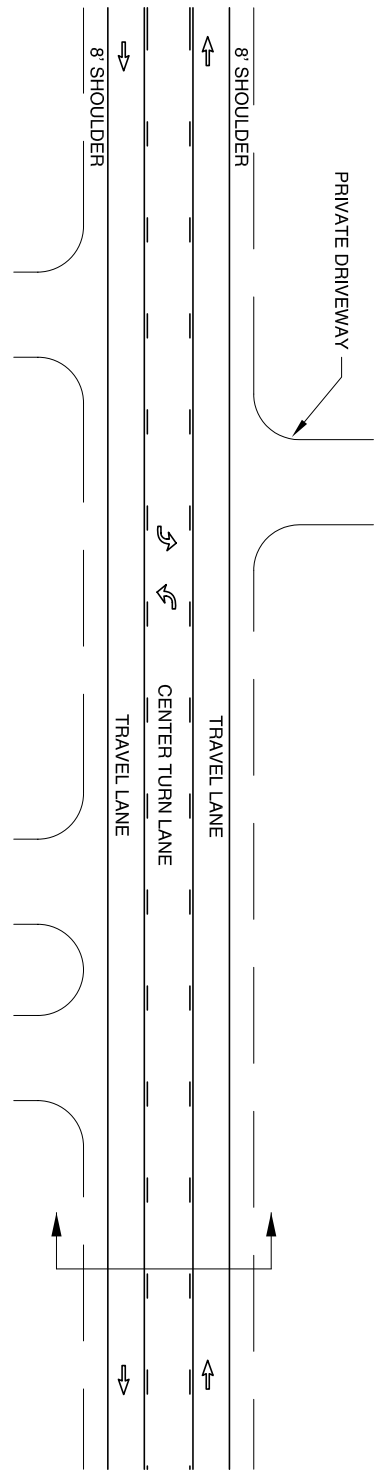 PRIVATE DRIVEWAY
8' SHOULDER
TRAVEL LANE
CENTER TURN LANE
TRAVEL LANE
8' SHOULDER